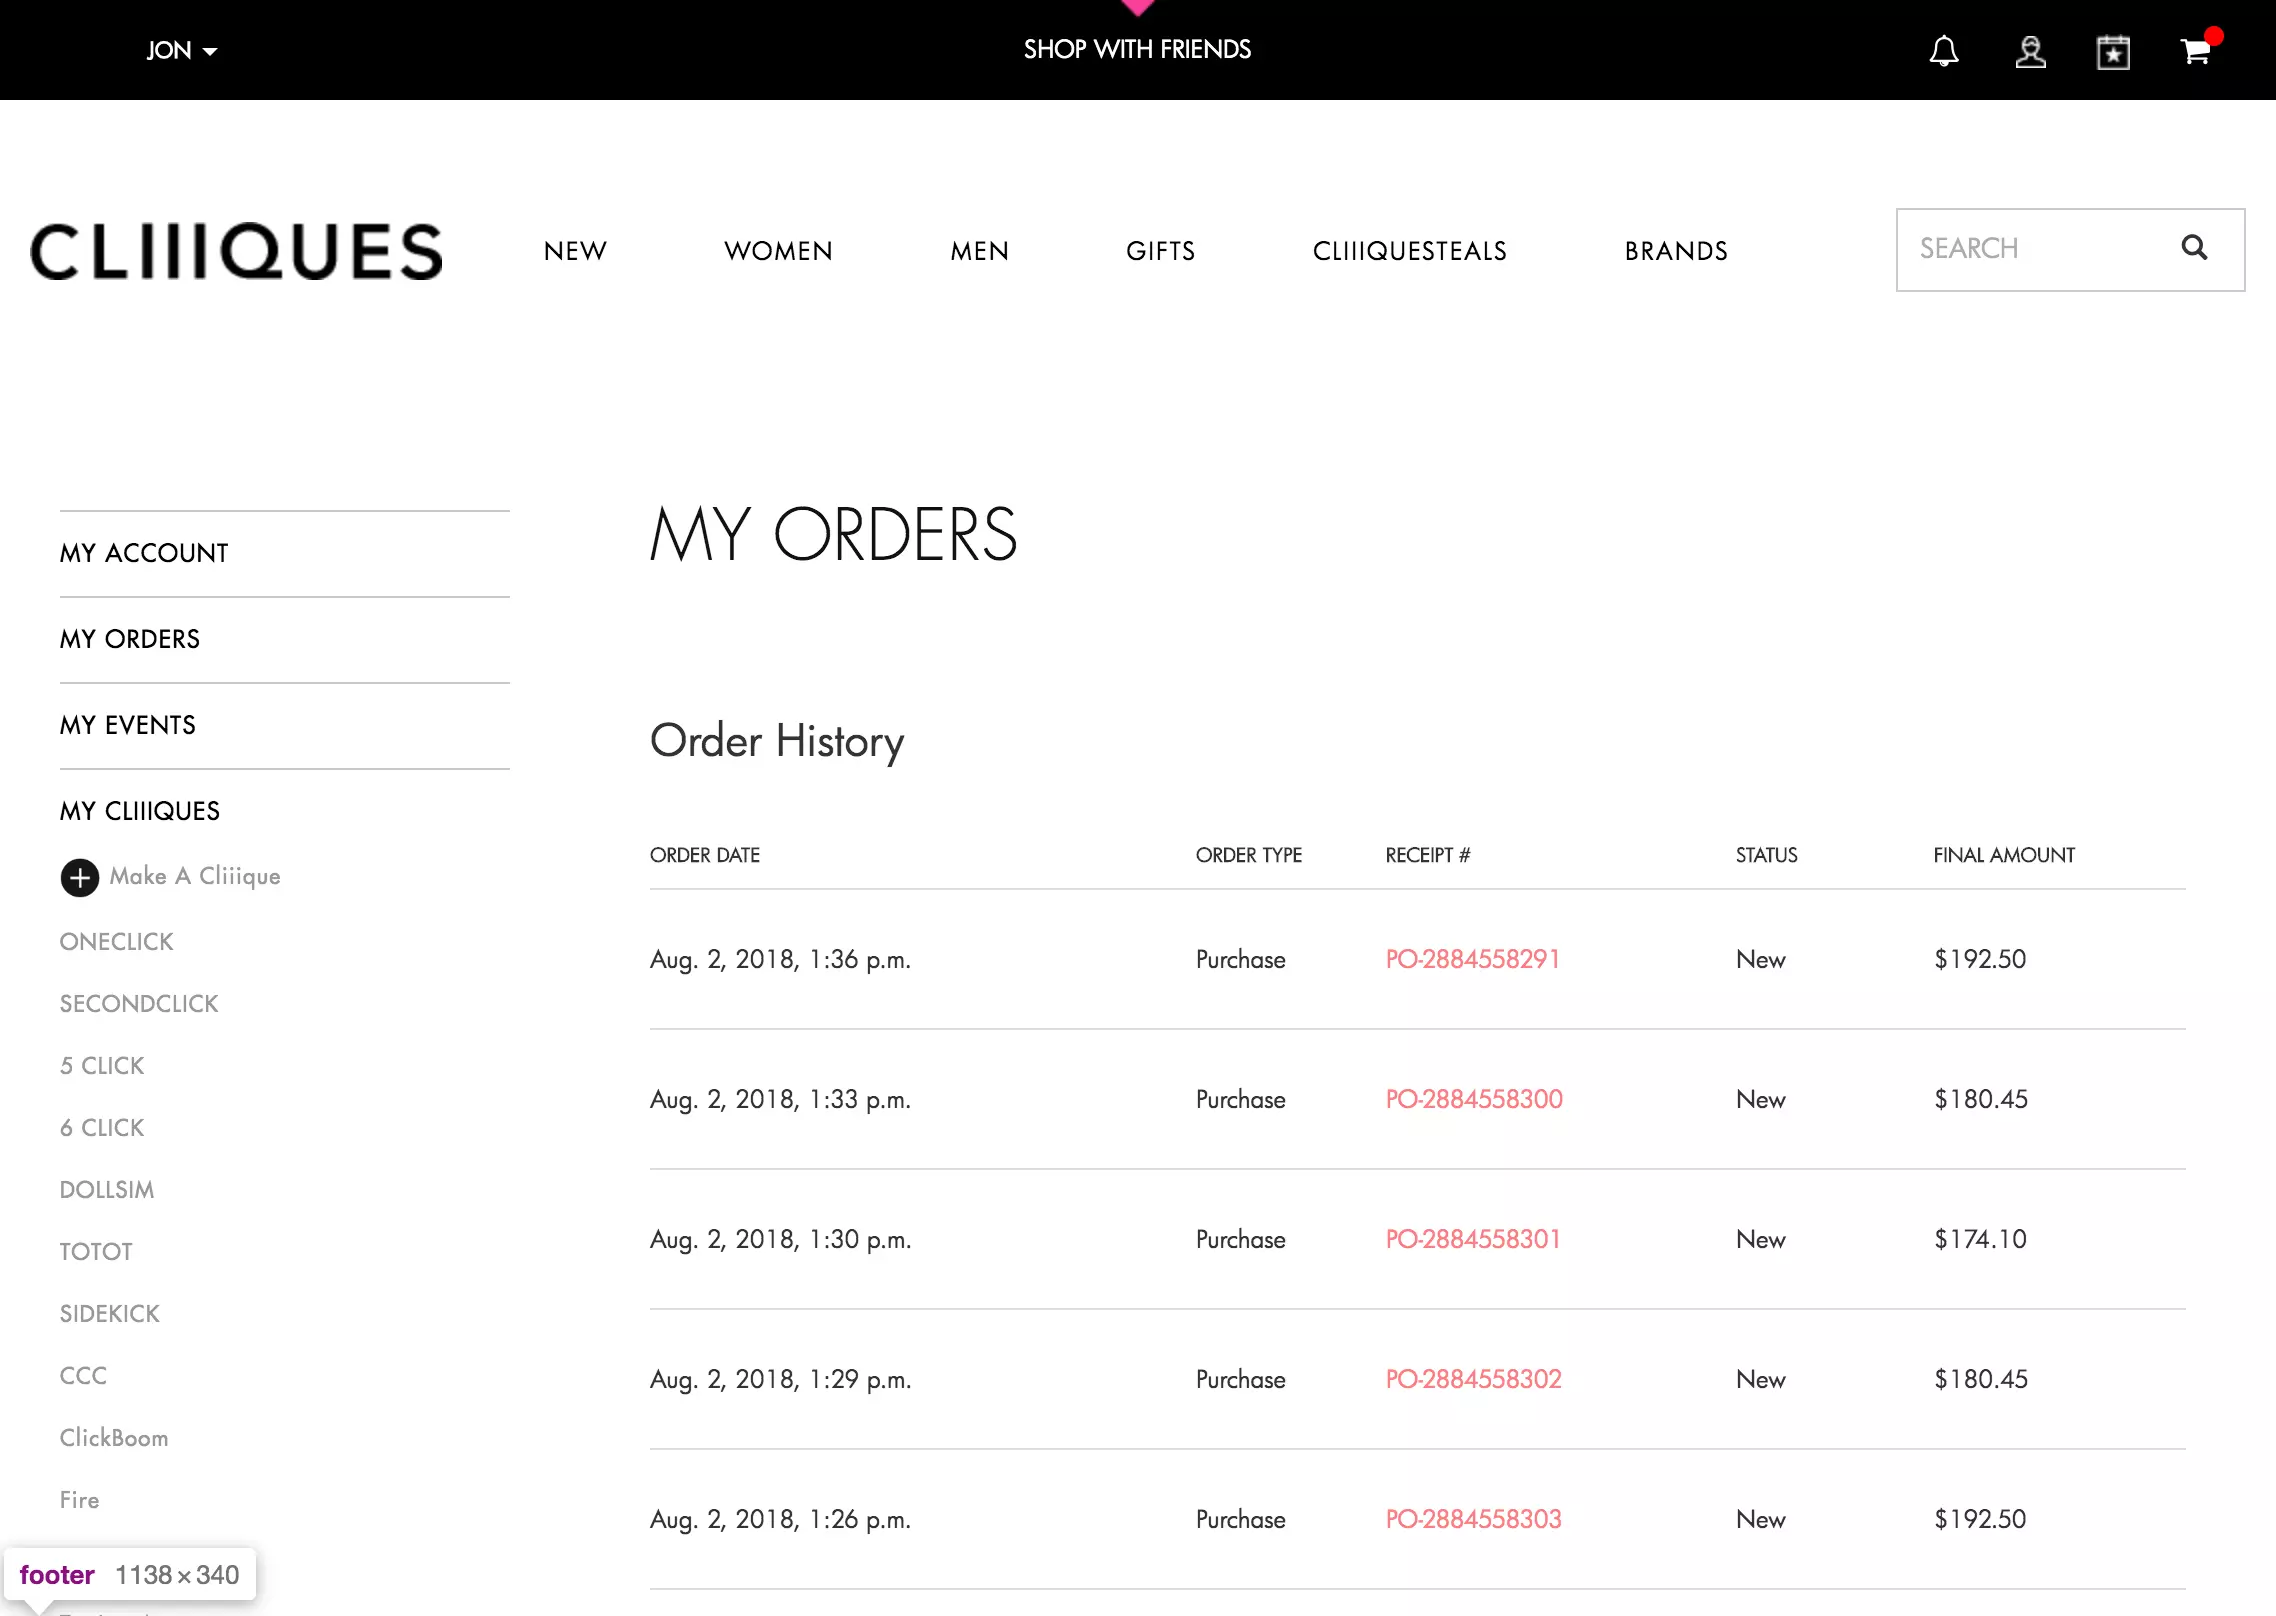 JON
SHOP WITH FRIENDS
CLIIIQUES
NEW WOMEN MEN GIFTS CLIIIQUESTEALS BRANDS
SEARCH
MY ACCOUNT
MY ORDERS
MY EVENTS
MY CLIIIQUES
Make A Cliiique
ONECLICK
SECONDCLICK
5 CLICK
6 CLICK
DOLLSIM
TOTOT
SIDEKICK
CCC
ClickBoom
Fire
footer 1138 × 340
MY ORDERS
Order History
ORDER DATE ORDER TYPE RECEIPT # STATUS FINAL AMOUNT
Aug. 2, 2018, 1:36 p.m. Purchase PO-2884558291 New $192.50
Aug. 2, 2018, 1:33 p.m. Purchase PO-2884558300 New $180.45
Aug. 2, 2018, 1:30 p.m. Purchase PO-2884558301 New $174.10
Aug. 2, 2018, 1:29 p.m. Purchase PO-2884558302 New $180.45
Aug. 2, 2018, 1:26 p.m. Purchase PO-2884558303 New $192.50